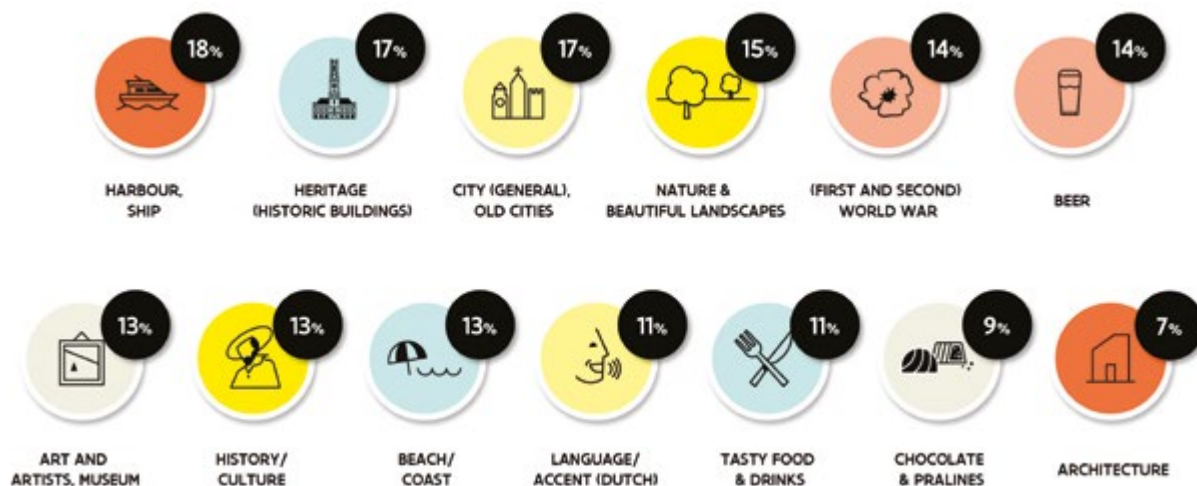 18%
17%
17%
15%
14%
14%
HARBOUR,
SHIP
HERITAGE
(HISTORIC BUILDINGS)
CITY (GENERAL),
OLD CITIES
NATURE &
BEAUTIFUL LANDSCAPES
(FIRST AND SECOND)
WORLD WAR
BEER
13%
13%
13%
11%
11%
9%
7%
ART AND
ARTISTS, MUSEUM
HISTORY/
CULTURE
BEACH/
COAST
LANGUAGE/
ACCENT (DUTCH)
TASTY FOOD
& DRINKS
CHOCOLATE
& PRALINES
ARCHITECTURE